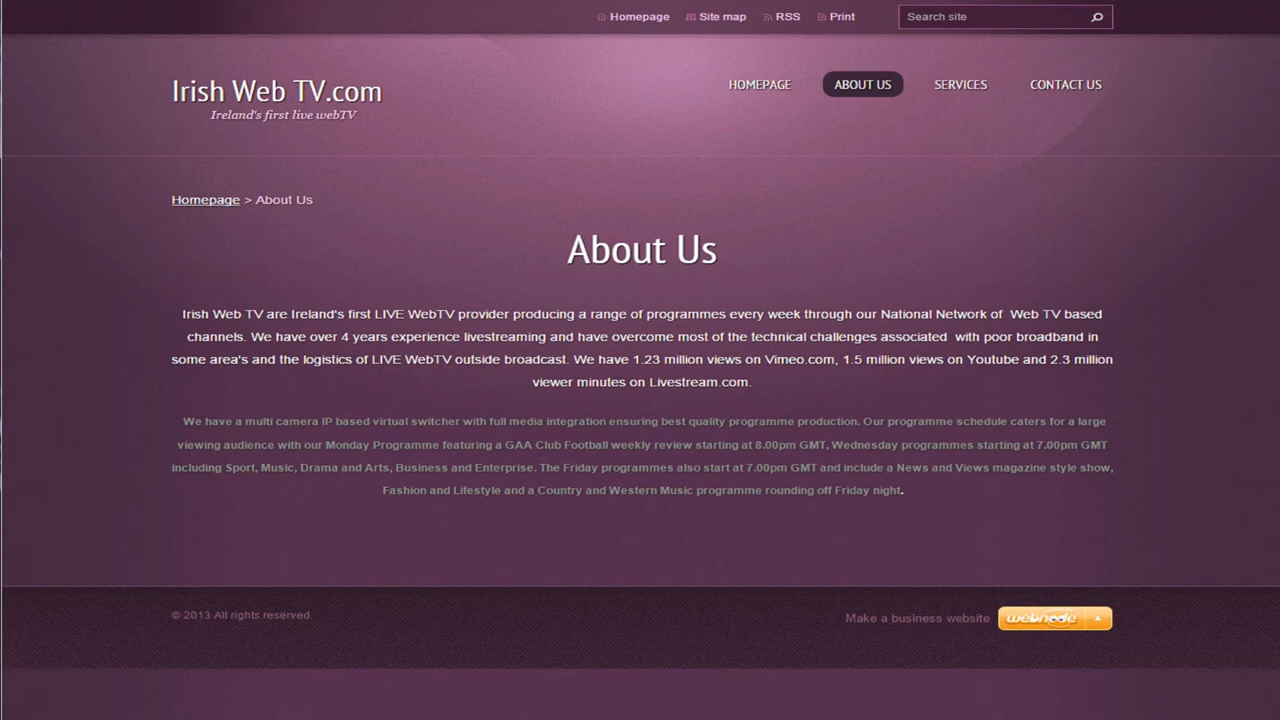 Homepage Site map RSS Print Search site
Irish Web TV.com
Ireland's first live webTV
HOMEPAGE ABOUT US SERVICES CONTACT US
Homepage > About Us
About Us
Irish Web TV are Ireland's first LIVE WebTV provider producing a range of programmes every week through our National Network of Web TV based
channels. We have over 4 years experience livestreaming and have overcome most of the technical challenges associated with poor broadband in
some area's and the logistics of LIVE WebTV outside broadcast. We have 1.23 million views on Vimeo.com, 1.5 million views on Youtube and 2.3 million
viewer minutes on Livestream.com.
We have a multi camera IP based virtual switcher with full media integration ensuring best quality programme production. Our programme schedule caters for a large
viewing audience with our Monday Programme featuring a GAA Club Football weekly review starting at 8.00pm GMT, Wednesday programmes starting at 7.00pm GMT
including Sport, Music, Drama and Arts, Business and Enterprise. The Friday programmes also start at 7.00pm GMT and include a News and Views magazine style show,
Fashion and Lifestyle and a Country and Western Music programme rounding off Friday night.
© 2013 All rights reserved.
Make a business website webnode